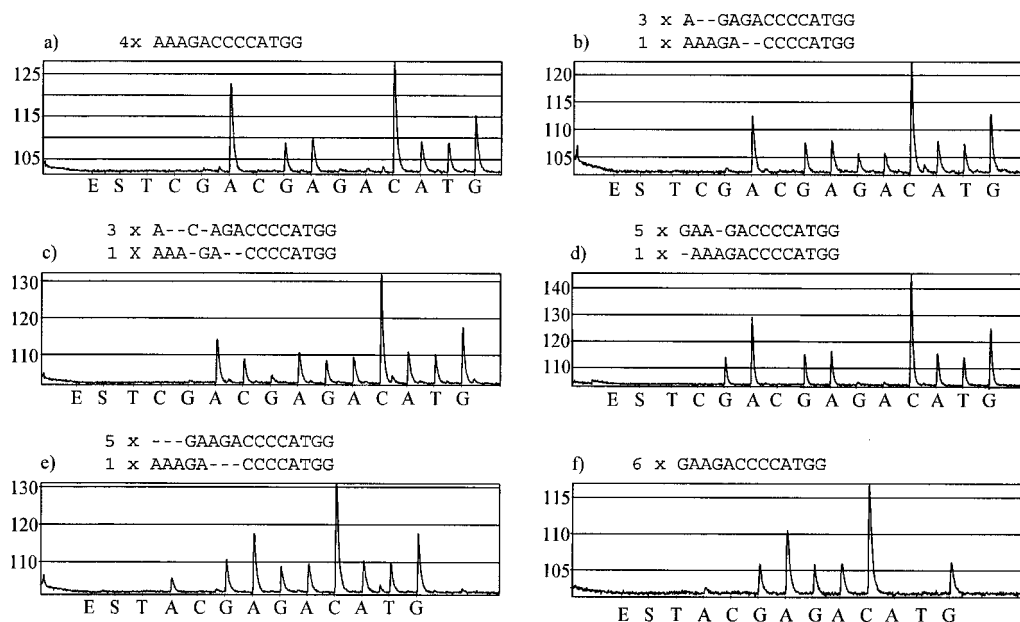 a) 4x AAAGACCCCATGG
125
115
105
E S T C G A C G A G A C A T G
b) 3 x A--GAGACCCCATGG
1 x AAAGA--CCCCATGG
120
115
110
105
E S T C G A C G A G A C A T G
c) 3 x A--C-AGACCCCATGG
1 X AAA-GA--CCCCATGG
130
120
110
E S T C G A C G A G A C A T G
d) 5 x GAA-GACCCCATGG
1 x -AAAGACCCCATGG
140
130
120
110
E S T C G A C G A G A C A T G
e) 5 x ---GAAGACCCCATGG
1 x AAAGA---CCCCATGG
130
120
110
E S T A C G A G A C A T G
f) 6 x GAAGACCCCATGG
115
110
105
E S T A C G A G A C A T G